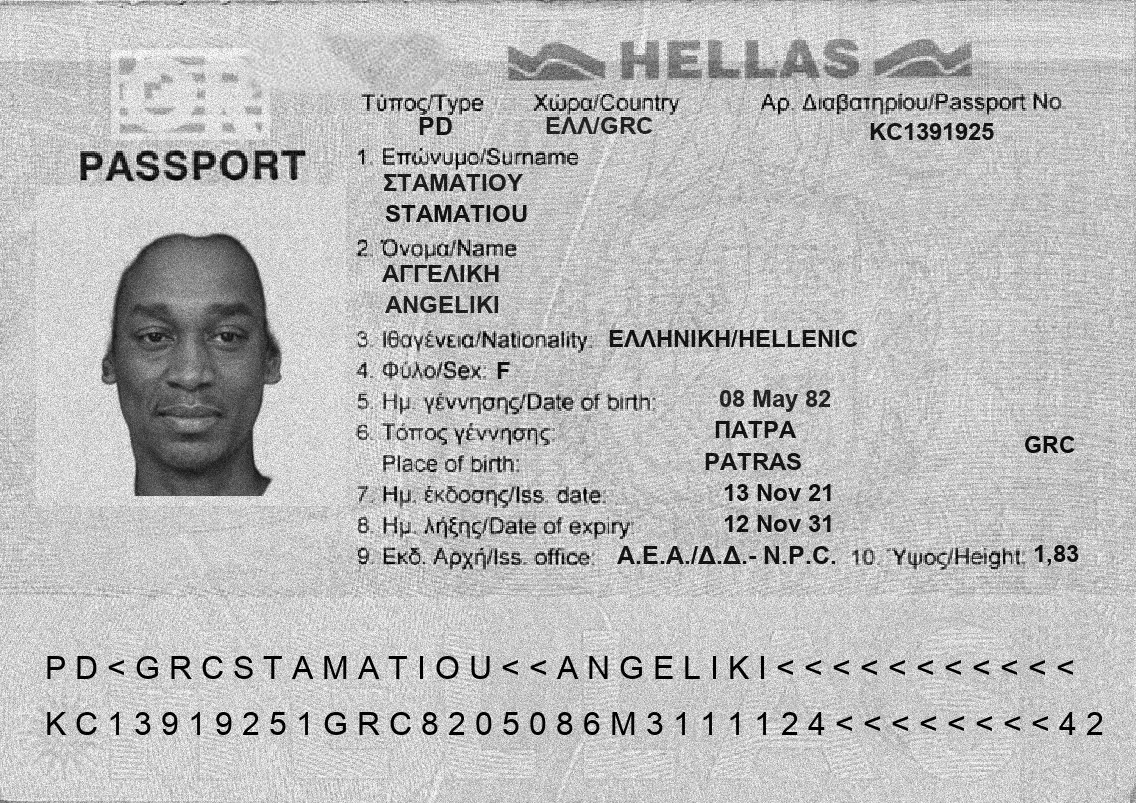 HELLAS
Τύπος/Type Χώρα/Country Αρ. Διαβατηρίου/Passport No.
PD ΕΛΛ/GRC KC1391925
PASSPORT
1. Επώνυμο/Surname
ΣΤΑΜΑΤΙΟΥ
STAMATIOU
2. Όνομα/Name
ΑΓΓΕΛΙΚΗ
ANGELIKI
3. Ιθαγένεια/Nationality: ΕΛΛΗΝΙΚΗ/HELLENIC
4. Φύλο/Sex: F
5. Ημ. γέννησης/Date of birth: 08 May 82
6. Τόπος γέννησης: ΠΑΤΡΑ
GRC
Place of birth: PATRAS
7. Ημ. έκδοσης/Iss. date: 13 Nov 21
8. Ημ. λήξης/Date of expiry: 12 Nov 31
9. Εκδ. Αρχή/Iss. office: Α.Ε.Α./Δ.Δ.- N.P.C. 10. Ύψος/Height: 1,83
PD<GRCSTAMATIOU<<ANGELIKI<<<<<<<<<<<
KC13919251GRC8205086M3111124<<<<<<<<42